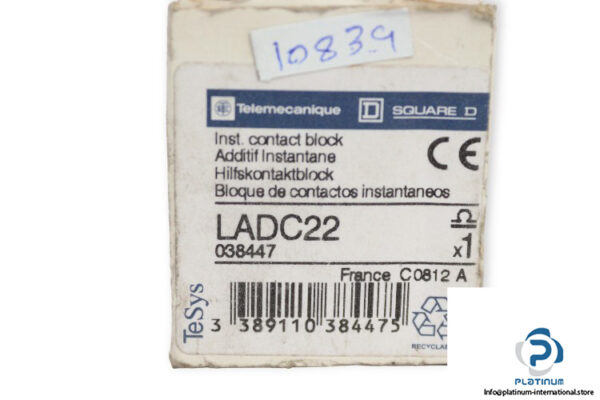 10839
Telemecanique SQUARE D
Inst. contact block
Additif Instantane
Hilfskontaktblock
Bloque de contactos instantaneos
CE
LADC22
038447
x1
France C0812 A
TeSys
3 389110 384475
RECYCLAB
PLATINUM
Info@platinum-international.store